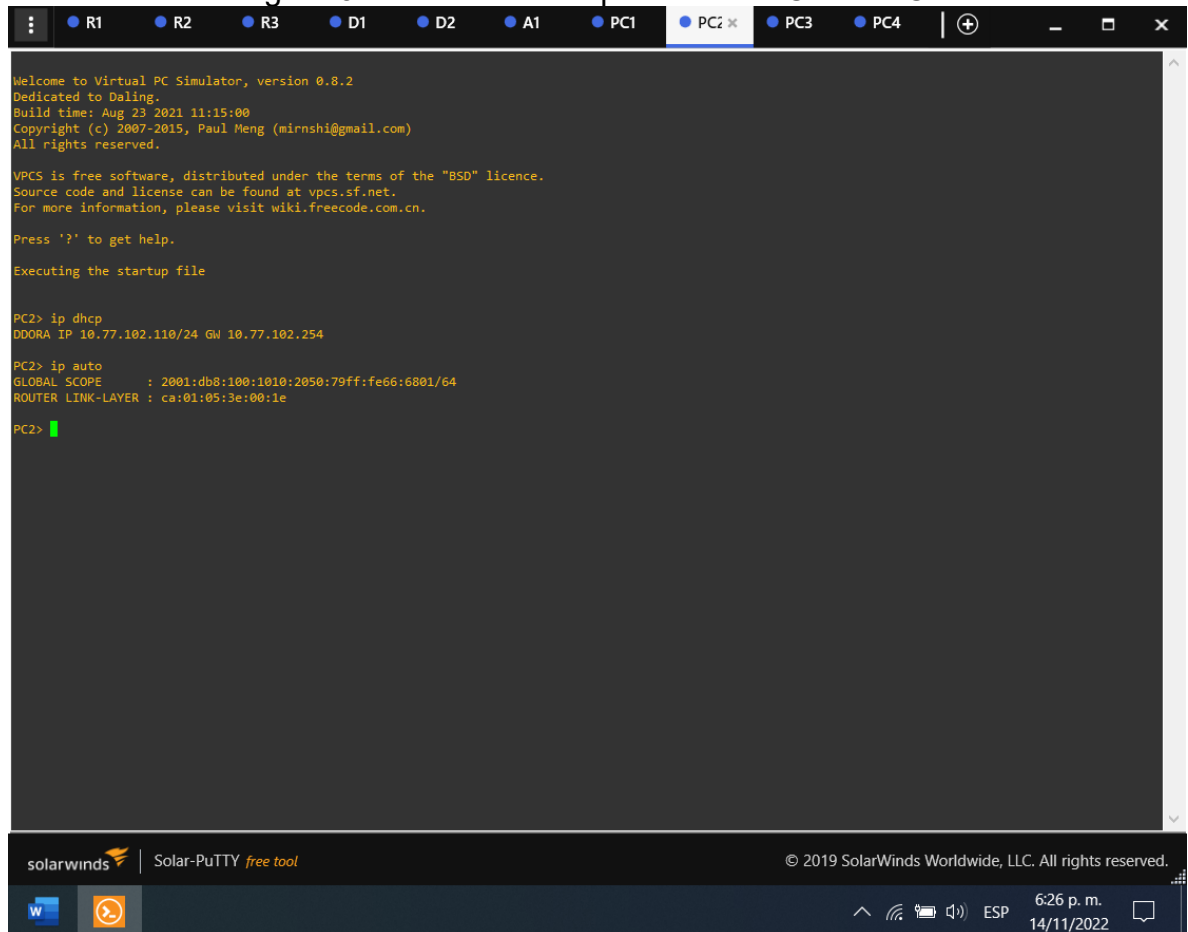 R1 R2 R3 D1 D2 A1 PC1 PC2 PC3 PC4
Welcome to Virtual PC Simulator, version 0.8.2
Dedicated to Daling.
Build time: Aug 23 2021 11:15:00
Copyright (c) 2007-2015, Paul Meng (mirnshi@gmail.com)
All rights reserved.
VPCS is free software, distributed under the terms of the "BSD" licence.
Source code and license can be found at vpcs.sf.net.
For more information, please visit wiki.freecode.com.cn.
Press '?' to get help.
Executing the startup file
PC2> ip dhcp
DDORA IP 10.77.102.110/24 GW 10.77.102.254
PC2> ip auto
GLOBAL SCOPE : 2001:db8:100:1010:2050:79ff:fe66:6801/64
ROUTER LINK-LAYER : ca:01:05:3e:00:1e
PC2>
solarwinds Solar-PuTTY free tool © 2019 SolarWinds Worldwide, LLC. All rights reserved.
W ESP 6:26 p. m.
14/11/2022